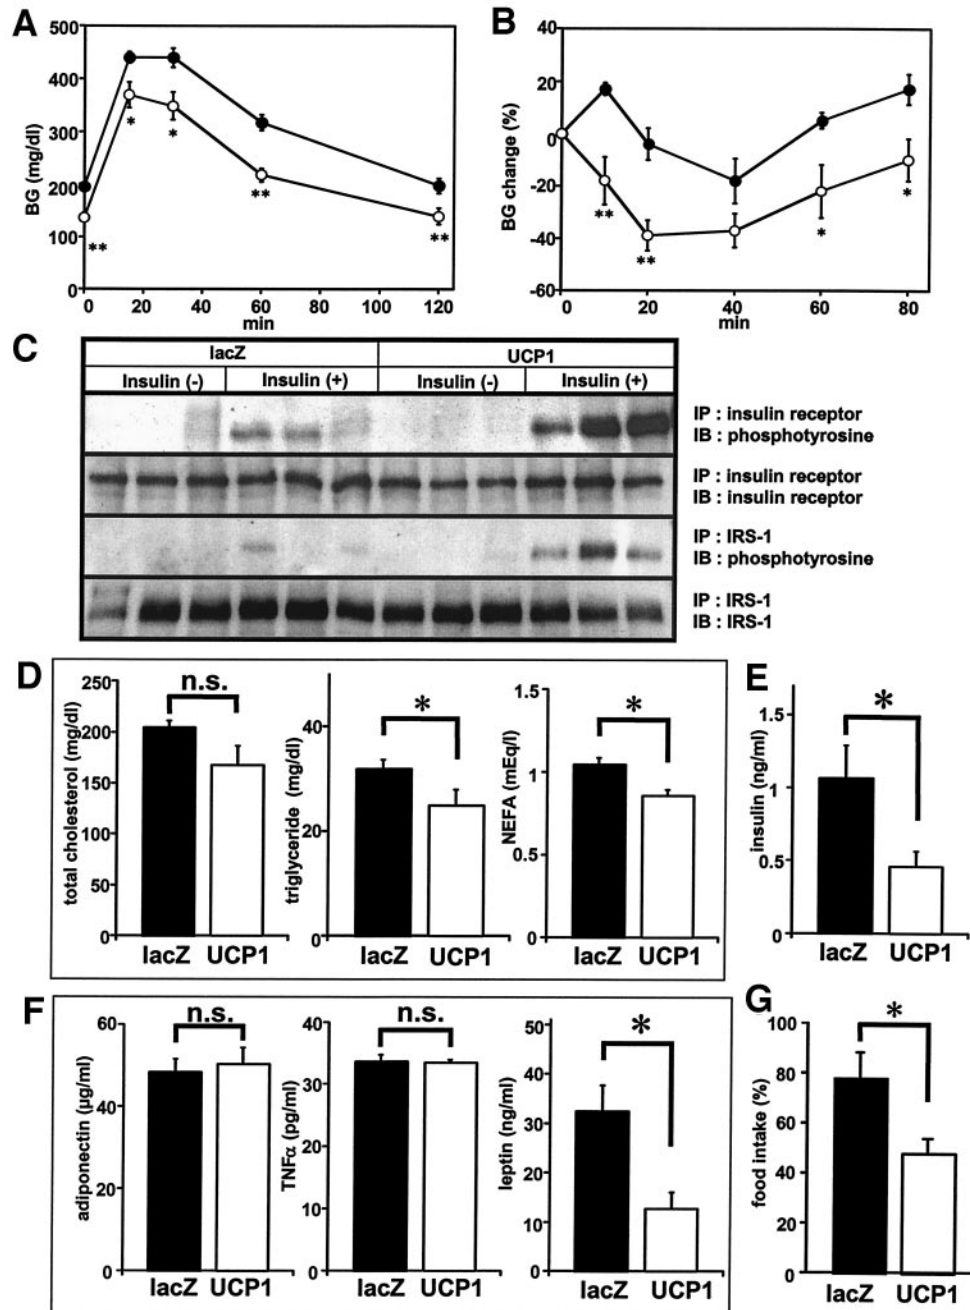 A
500
400
300
200
100
0
BG (mg/dl)
* * ** ** **
0 20 40 60 80 100 120
min
B
40
20
0
-20
-40
-60
BG change (%)
** ** * *
0 20 40 60 80
min
C
lacZ UCP1
Insulin (-) Insulin (+) Insulin (-) Insulin (+)
IP : insulin receptor
IB : phosphotyrosine
IP : insulin receptor
IB : insulin receptor
IP : IRS-1
IB : phosphotyrosine
IP : IRS-1
IB : IRS-1
D
250
200
150
100
50
0
total cholesterol (mg/dl)
n.s.
lacZ UCP1
40
20
0
triglyceride (mg/dl)
*
lacZ UCP1
1.5
1
0.5
0
NEFA (mEq/l)
*
lacZ UCP1
E
1.5
1
0.5
0
insulin (ng/ml)
*
lacZ UCP1
F
60
40
20
0
adiponectin (μg/ml)
n.s.
lacZ UCP1
40
30
20
10
0
TNFα (pg/ml)
n.s.
lacZ UCP1
50
40
30
20
10
0
leptin (ng/ml)
*
lacZ UCP1
G
100
80
60
40
20
0
food intake (%)
*
lacZ UCP1